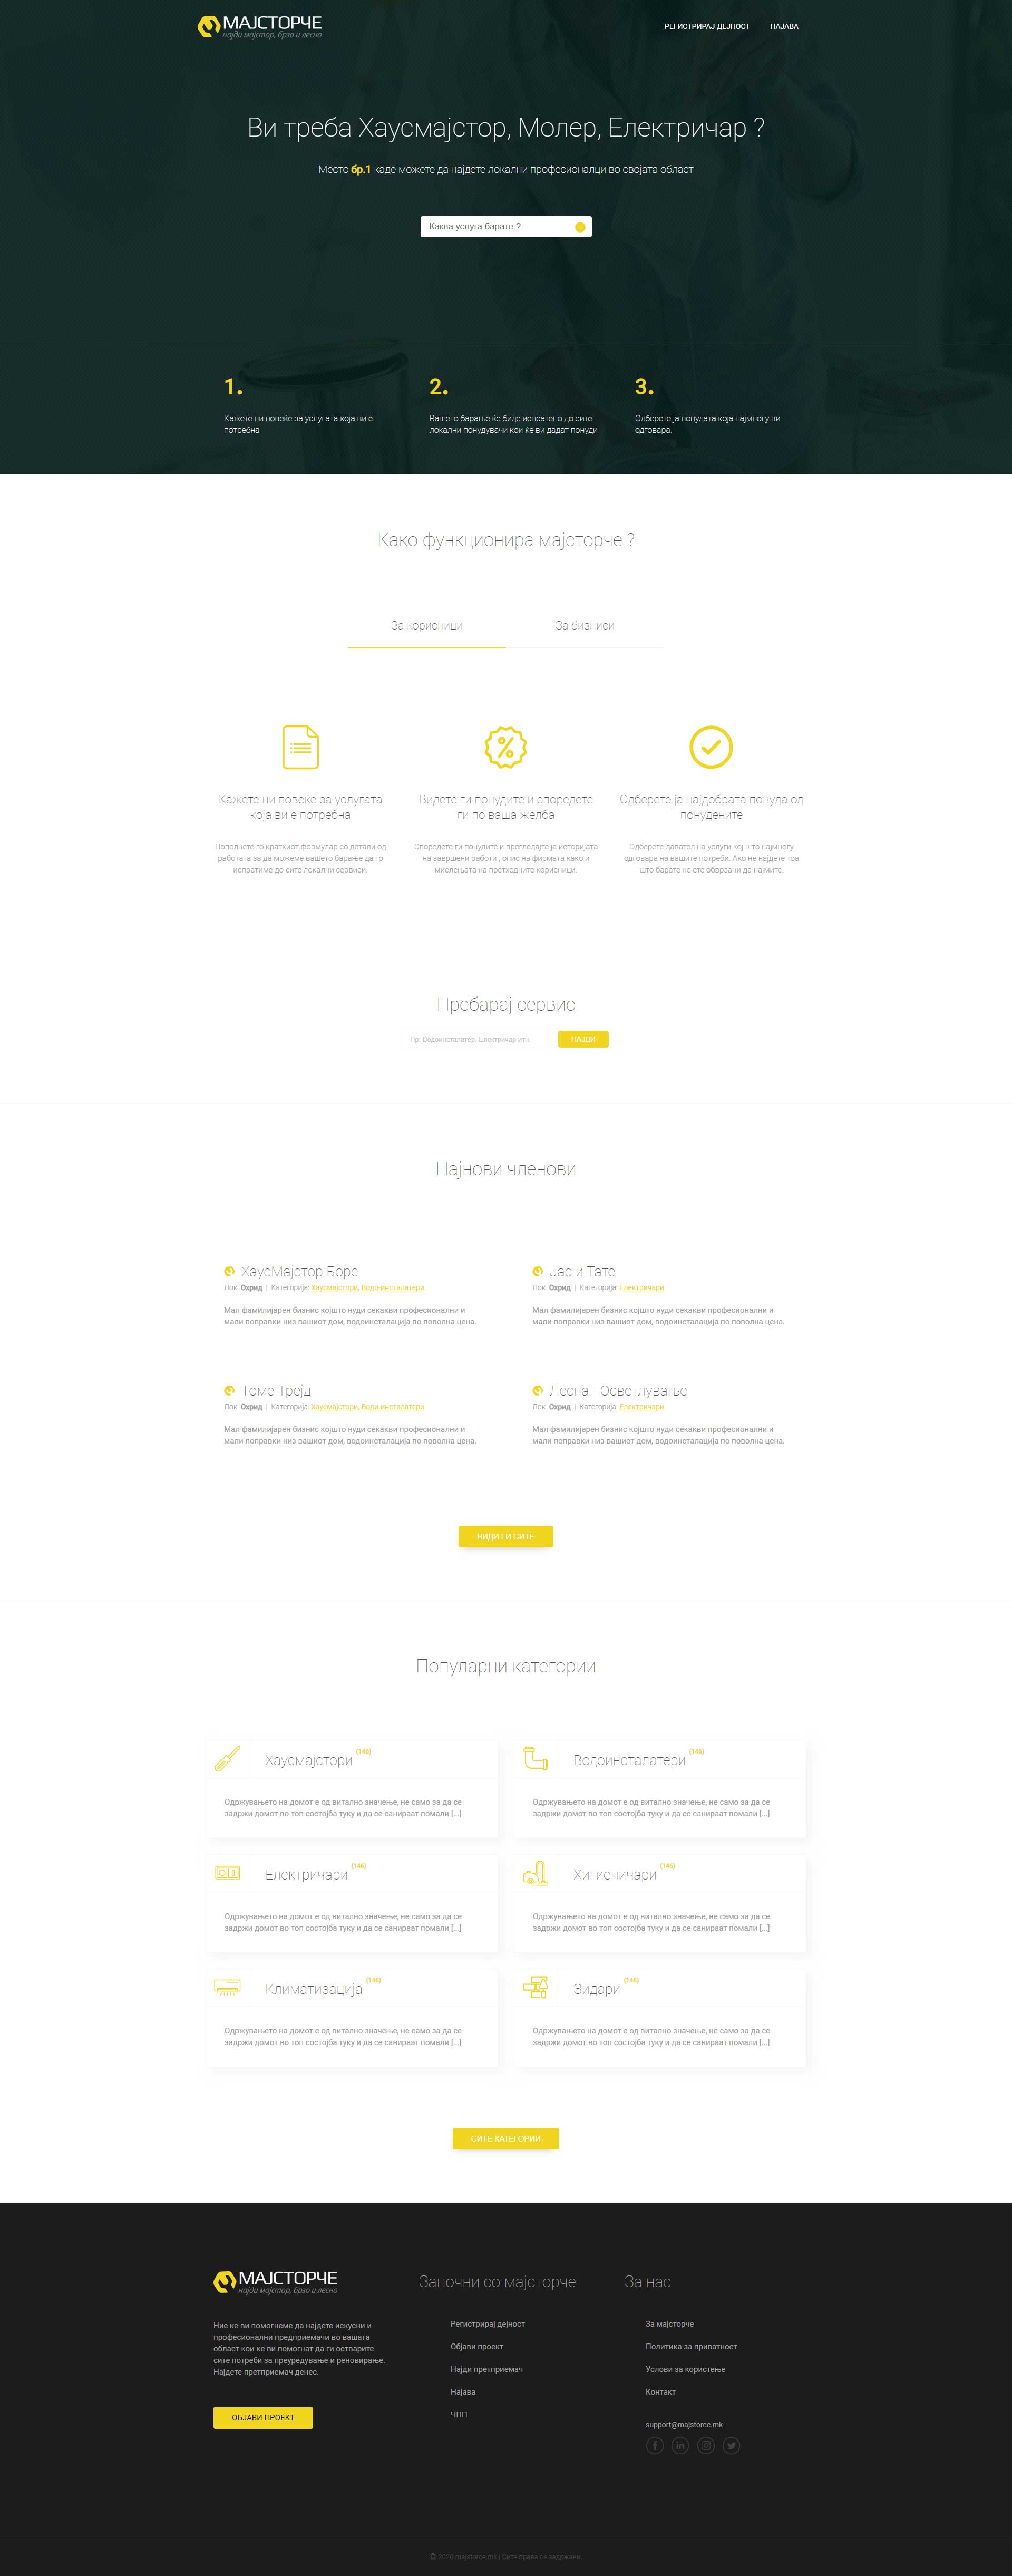 МАЈСТОРЧЕ
најди мајстор, брзо и лесно
РЕГИСТРИРАЈ ДЕЈНОСТ
НАЈАВА
Ви треба Хаусмајстор, Молер, Електричар ?
Место бр.1 каде можете да најдете локални професионалци во својата област
Каква услуга барате ?
1.
Кажете ни повеќе за услугата која ви е
потребна
2.
Вашето барање ќе биде испратено до сите
локални понудувачи кои ќе ви дадат понуди
3.
Одберете ја понудата која најмногу ви
одговара.
Како функционира мајсторче ?
За корисници
За бизниси
Кажете ни повеќе за услугата
која ви е потребна
Пополнете го краткиот формулар со детали од
работата за да можеме вашето барање да го
испратиме до сите локални сервиси.
Видете ги понудите и споредете
ги по ваша желба
Споредете ги понудите и прегледајте ја историјата
на завршени работи , опис на фирмата како и
мислењата на претходните корисници.
Одберете ја најдобрата понуда од
понудените
Одберете давател на услуги кој што најмногу
одговара на вашите потреби. Ако не најдете тоа
што барате не сте обврзани да најмите.
Пребарај сервис
Пр: Водоинсталатер, Електричар итн.
НАЈДИ
Најнови членови
ХаусМајстор Боре
Лок: Охрид | Категорија: Хаусмајстори, Водо-инсталатери
Мал фамилијарен бизнис којшто нуди секакви професионални и
мали поправки низ вашиот дом, водоинсталација по поволна цена.
Јас и Тате
Лок: Охрид | Категорија: Електричари
Мал фамилијарен бизнис којшто нуди секакви професионални и
мали поправки низ вашиот дом, водоинсталација по поволна цена.
Томе Трејд
Лок: Охрид | Категорија: Хаусмајстори, Води-инсталатери
Мал фамилијарен бизнис којшто нуди секакви професионални и
мали поправки низ вашиот дом, водоинсталација по поволна цена.
Лесна - Осветлување
Лок: Охрид | Категорија: Електричари
Мал фамилијарен бизнис којшто нуди секакви професионални и
мали поправки низ вашиот дом, водоинсталација по поволна цена.
ВИДИ ГИ СИТЕ
Популарни категории
Хаусмајстори (146)
Одржувањето на домот е од витално значење, не само за да се
задржи домот во топ состојба туку и да се санираат помали [...]
Водоинсталатери (146)
Одржувањето на домот е од витално значење, не само за да се
задржи домот во топ состојба туку и да се санираат помали [...]
Електричари (146)
Одржувањето на домот е од витално значење, не само за да се
задржи домот во топ состојба туку и да се санираат помали [...]
Хигиеничари (146)
Одржувањето на домот е од витално значење, не само за да се
задржи домот во топ состојба туку и да се санираат помали [...]
Климатизација (146)
Одржувањето на домот е од витално значење, не само за да се
задржи домот во топ состојба туку и да се санираат помали [...]
Зидари (146)
Одржувањето на домот е од витално значење, не само за да се
задржи домот во топ состојба туку и да се санираат помали [...]
СИТЕ КАТЕГОРИИ
МАЈСТОРЧЕ
најди мајстор, брзо и лесно
Ние ке ви помогнеме да најдете искусни и
професионални предприемачи во вашата
област кои ке ви помогнат да ги остварите
сите потреби за преуредување и реновирање.
Најдете претприемач денес.
ОБЈАВИ ПРОЕКТ
Започни со мајсторче
Регистрирај дејност
Објави проект
Најди претприемач
Најава
ЧПП
За нас
За мајсторче
Политика за приватност
Услови за користење
Контакт
support@majstorce.mk
© 2020 majstorce.mk | Сите права се задржани.